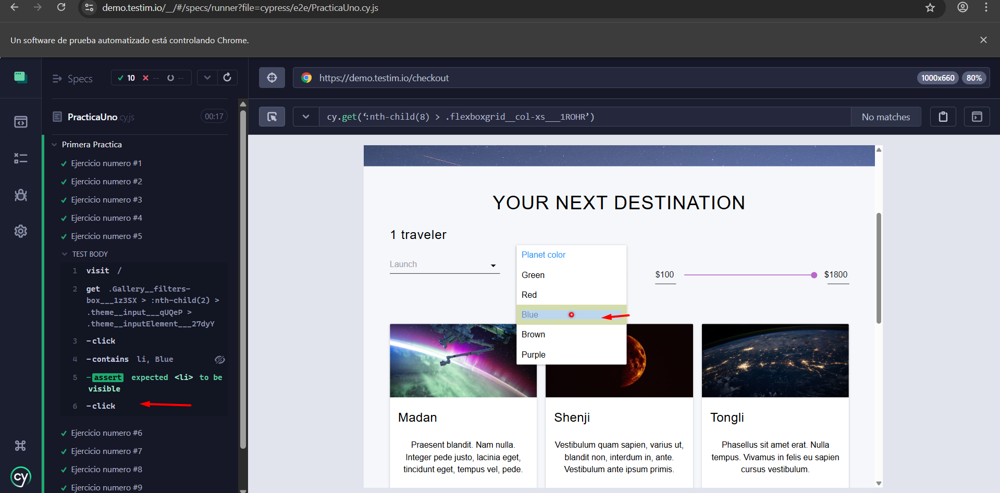 demo.testim.io/__/#/specs/runner?file=cypress/e2e/PracticaUno.cy.js
Un software de prueba automatizado está controlando Chrome.
Specs
10
--
--
https://demo.testim.io/checkout
1000x660
80%
PracticaUno.cy.js
00:17
cy.get(‘:nth-child(8) > .flexboxgrid__col-xs___1ROHR’)
No matches
Primera Practica
Ejercicio numero #1
Ejercicio numero #2
Ejercicio numero #3
Ejercicio numero #4
Ejercicio numero #5
TEST BODY
1 visit /
2 get .Gallery__filters-
box___1z3SX > :nth-child(2) >
.theme__input___qUQeP >
.theme__inputElement___27dyY
3 -click
4 -contains li, Blue
5 -assert expected <li> to be
visible
6 -click
Ejercicio numero #6
Ejercicio numero #7
Ejercicio numero #8
Ejercicio numero #9
cy
YOUR NEXT DESTINATION
1 traveler
Launch
Planet color
Green
Red
Blue
Brown
Purple
$100
$1800
Madan
Praesent blandit. Nam nulla.
Integer pede justo, lacinia eget,
tincidunt eget, tempus vel, pede.
Shenji
Vestibulum quam sapien, varius ut,
blandit non, interdum in, ante.
Vestibulum ante ipsum primis.
Tongli
Phasellus sit amet erat. Nulla
tempus. Vivamus in felis eu sapien
cursus vestibulum.